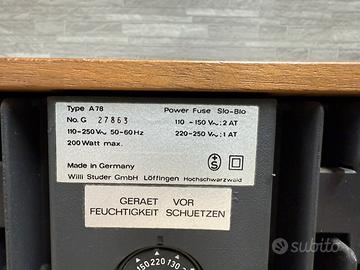 Type A78 Power Fuse Slo-Blo
No. G 27863 110 – 150 V~: 2 AT
110-250 V~ 50-60 Hz 220-250 V~: 1 AT
200 Watt max.
S
Made in Germany
Willi Studer GmbH Löffingen Hochschwarzwald
GERAET VOR
FEUCHTIGKEIT SCHUETZEN
150 220 130
subito